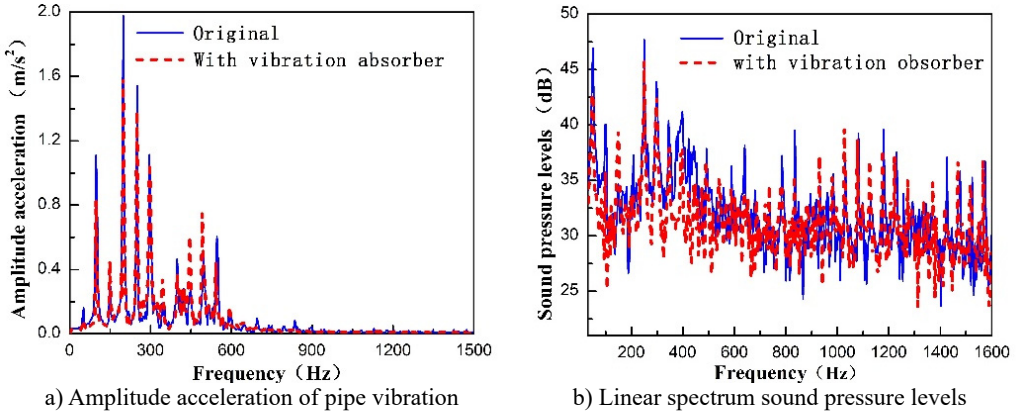 Original
With vibration absorber
Amplitude acceleration (m/s²)
2.0
1.6
1.2
0.8
0.4
0.0
0 300 600 900 1200 1500
Frequency (Hz)
a) Amplitude acceleration of pipe vibration
Original
with vibration obsorber
Sound pressure levels (dB)
50
45
40
35
30
25
200 400 600 800 1000 1200 1400 1600
Frequency (Hz)
b) Linear spectrum sound pressure levels